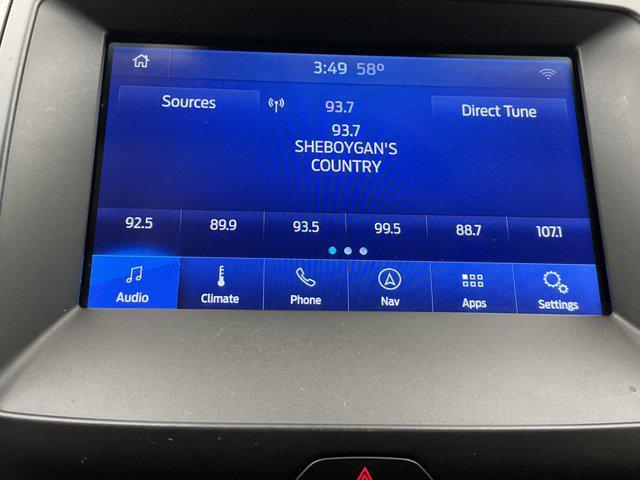 3:49 58°
Sources
93.7
Direct Tune
93.7
SHEBOYGAN'S
COUNTRY
92.5 89.9 93.5 99.5 88.7 107.1
Audio Climate Phone Nav Apps Settings